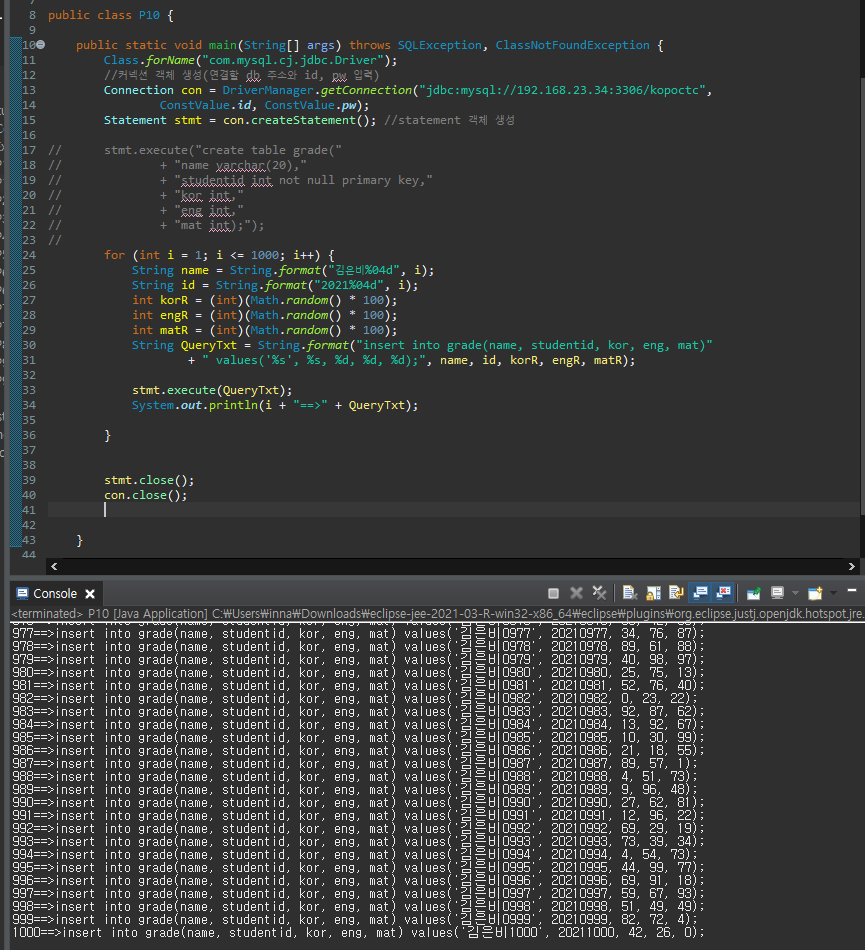 7
8 public class P10 {
9
10 public static void main(String[] args) throws SQLException, ClassNotFoundException {
11 Class.forName("com.mysql.cj.jdbc.Driver");
12 //커넥션 객체 생성(연결할 db 주소와 id, pw 입력)
13 Connection con = DriverManager.getConnection("jdbc:mysql://192.168.23.34:3306/kopoctc",
14 ConstValue.id, ConstValue.pw);
15 Statement stmt = con.createStatement(); //statement 객체 생성
16
17 // stmt.execute("create table grade("
18 // + "name varchar(20),"
19 // + "studentid int not null primary key,"
20 // + "kor int,"
21 // + "eng int,"
22 // + "mat int);");
23 //
24 for (int i = 1; i <= 1000; i++) {
25 String name = String.format("김은비%04d", i);
26 String id = String.format("2021%04d", i);
27 int korR = (int)(Math.random() * 100);
28 int engR = (int)(Math.random() * 100);
29 int matR = (int)(Math.random() * 100);
30 String QueryTxt = String.format("insert into grade(name, studentid, kor, eng, mat)"
31 + " values('%s', %s, %d, %d, %d);", name, id, korR, engR, matR);
32
33 stmt.execute(QueryTxt);
34 System.out.println(i + "==>" + QueryTxt);
35
36 }
37
38
39 stmt.close();
40 con.close();
41
42
43 }
44
Console
<terminated> P10 [Java Application] C:₩Users₩inna₩Downloads₩eclipse-jee-2021-03-R-win32-x86_64₩eclipse₩plugins₩org.eclipse.justj.openjdk.hotspot.jre.
977==>insert into grade(name, studentid, kor, eng, mat) values('김은비0977', 20210977, 34, 76, 87);
978==>insert into grade(name, studentid, kor, eng, mat) values('김은비0978', 20210978, 89, 61, 88);
979==>insert into grade(name, studentid, kor, eng, mat) values('김은비0979', 20210979, 40, 98, 97);
980==>insert into grade(name, studentid, kor, eng, mat) values('김은비0980', 20210980, 25, 75, 13);
981==>insert into grade(name, studentid, kor, eng, mat) values('김은비0981', 20210981, 52, 76, 40);
982==>insert into grade(name, studentid, kor, eng, mat) values('김은비0982', 20210982, 0, 23, 22);
983==>insert into grade(name, studentid, kor, eng, mat) values('김은비0983', 20210983, 92, 87, 62);
984==>insert into grade(name, studentid, kor, eng, mat) values('김은비0984', 20210984, 13, 92, 67);
985==>insert into grade(name, studentid, kor, eng, mat) values('김은비0985', 20210985, 10, 30, 99);
986==>insert into grade(name, studentid, kor, eng, mat) values('김은비0986', 20210986, 21, 18, 55);
987==>insert into grade(name, studentid, kor, eng, mat) values('김은비0987', 20210987, 89, 57, 1);
988==>insert into grade(name, studentid, kor, eng, mat) values('김은비0988', 20210988, 4, 51, 73);
989==>insert into grade(name, studentid, kor, eng, mat) values('김은비0989', 20210989, 9, 96, 48);
990==>insert into grade(name, studentid, kor, eng, mat) values('김은비0990', 20210990, 27, 62, 81);
991==>insert into grade(name, studentid, kor, eng, mat) values('김은비0991', 20210991, 12, 96, 22);
992==>insert into grade(name, studentid, kor, eng, mat) values('김은비0992', 20210992, 69, 29, 19);
993==>insert into grade(name, studentid, kor, eng, mat) values('김은비0993', 20210993, 73, 39, 34);
994==>insert into grade(name, studentid, kor, eng, mat) values('김은비0994', 20210994, 4, 54, 73);
995==>insert into grade(name, studentid, kor, eng, mat) values('김은비0995', 20210995, 44, 99, 77);
996==>insert into grade(name, studentid, kor, eng, mat) values('김은비0996', 20210996, 69, 91, 18);
997==>insert into grade(name, studentid, kor, eng, mat) values('김은비0997', 20210997, 59, 67, 93);
998==>insert into grade(name, studentid, kor, eng, mat) values('김은비0998', 20210998, 51, 49, 49);
999==>insert into grade(name, studentid, kor, eng, mat) values('김은비0999', 20210999, 82, 72, 4);
1000==>insert into grade(name, studentid, kor, eng, mat) values('김은비1000', 20211000, 42, 26, 0);